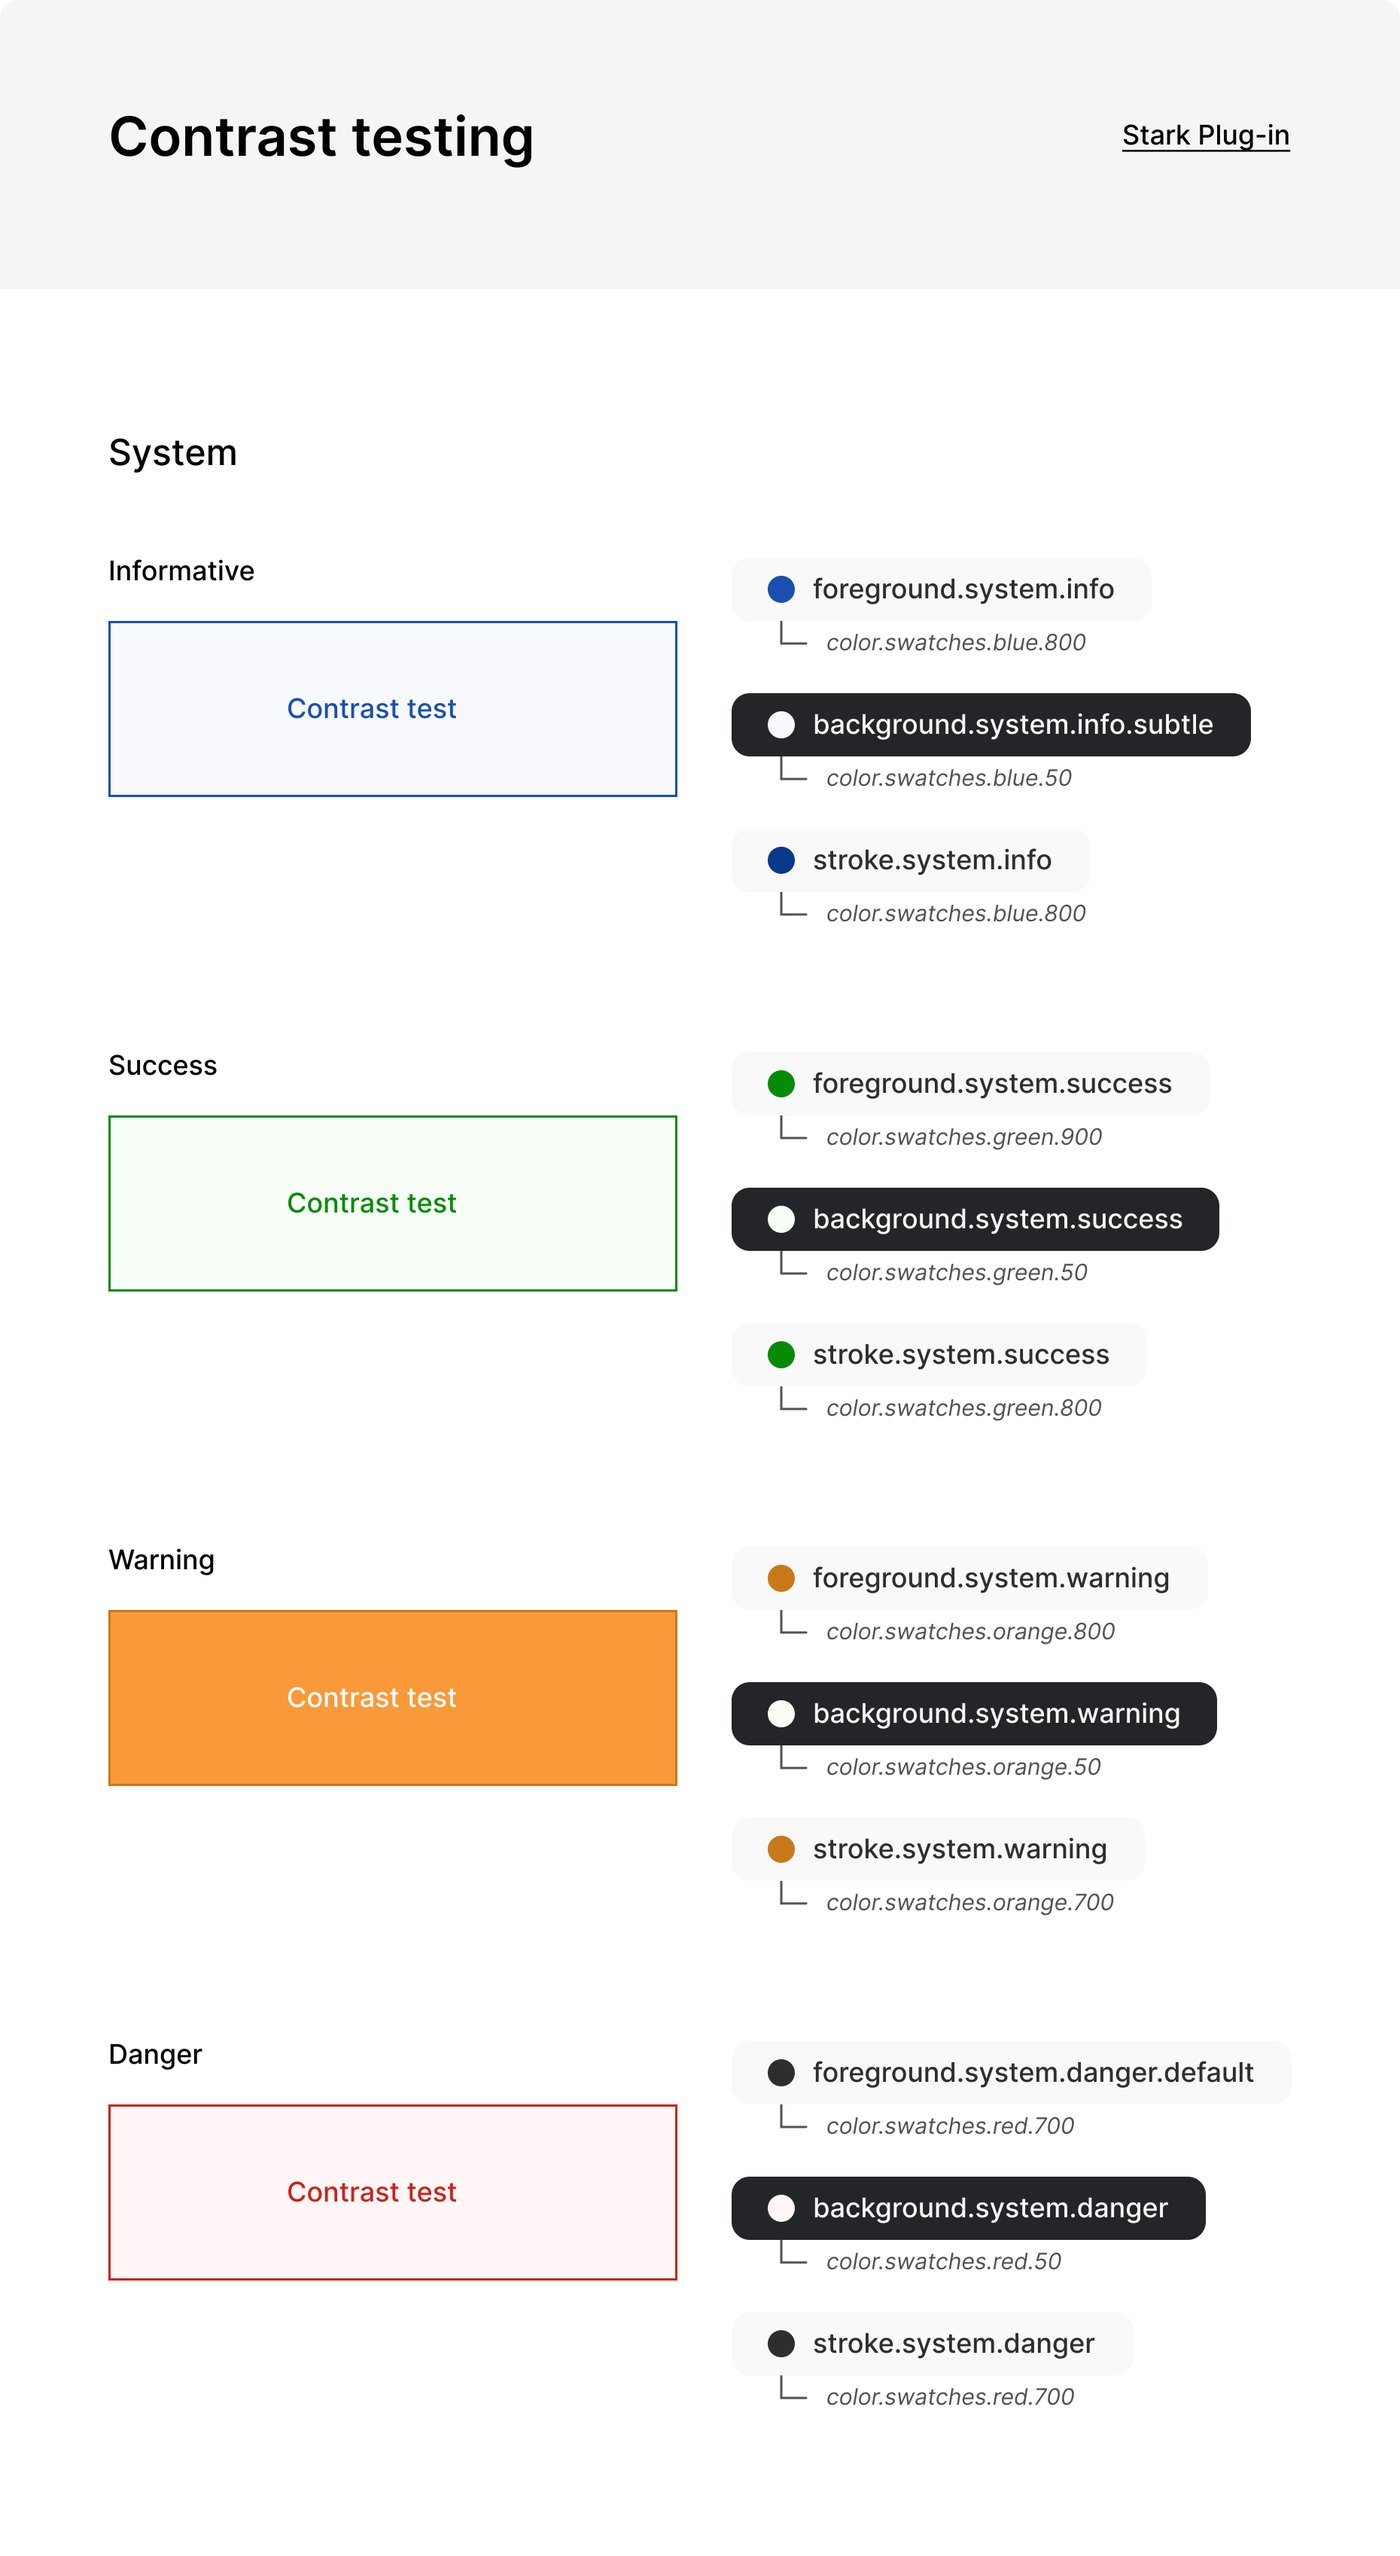 Contrast testing
Stark Plug-in
System
Informative
Contrast test
foreground.system.info
color.swatches.blue.800
background.system.info.subtle
color.swatches.blue.50
stroke.system.info
color.swatches.blue.800
Success
Contrast test
foreground.system.success
color.swatches.green.900
background.system.success
color.swatches.green.50
stroke.system.success
color.swatches.green.800
Warning
Contrast test
foreground.system.warning
color.swatches.orange.800
background.system.warning
color.swatches.orange.50
stroke.system.warning
color.swatches.orange.700
Danger
Contrast test
foreground.system.danger.default
color.swatches.red.700
background.system.danger
color.swatches.red.50
stroke.system.danger
color.swatches.red.700